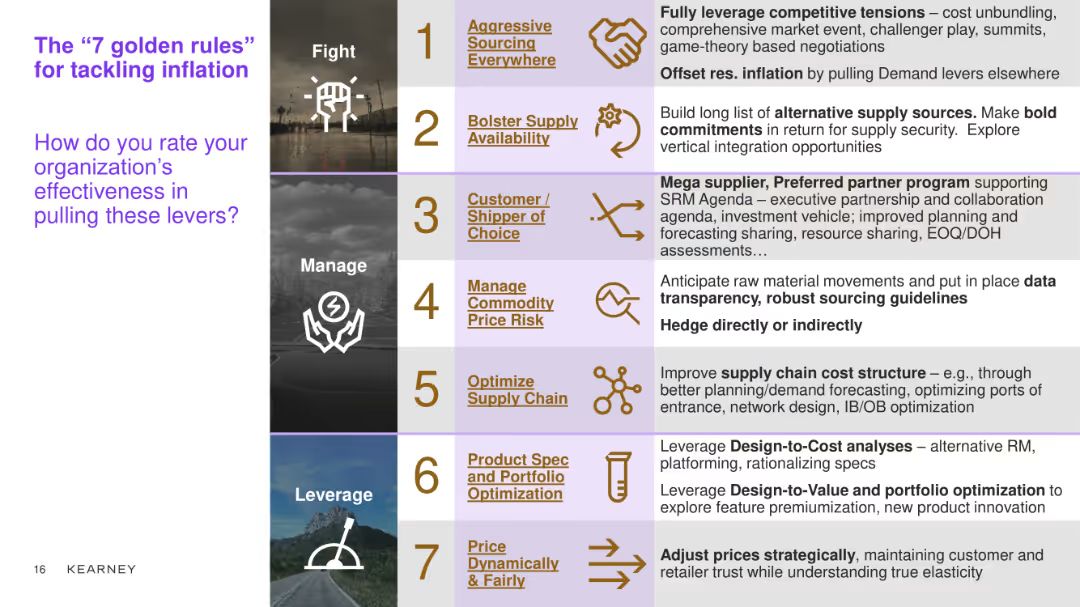 The “7 golden rules”
for tackling inflation
How do you rate your
organization’s
effectiveness in
pulling these levers?
Fight
1
Aggressive
Sourcing
Everywhere
Fully leverage competitive tensions – cost unbundling,
comprehensive market event, challenger play, summits,
game-theory based negotiations
Offset res. inflation by pulling Demand levers elsewhere
2
Bolster Supply
Availability
Build long list of alternative supply sources. Make bold
commitments in return for supply security.  Explore
vertical integration opportunities
Manage
3
Customer /
Shipper of
Choice
Mega supplier, Preferred partner program supporting
SRM Agenda – executive partnership and collaboration
agenda, investment vehicle; improved planning and
forecasting sharing, resource sharing, EOQ/DOH
assessments…
4
Manage
Commodity
Price Risk
Anticipate raw material movements and put in place data
transparency, robust sourcing guidelines
Hedge directly or indirectly
5
Optimize
Supply Chain
Improve supply chain cost structure – e.g., through
better planning/demand forecasting, optimizing ports of
entrance, network design, IB/OB optimization
Leverage
6
Product Spec
and Portfolio
Optimization
Leverage Design-to-Cost analyses – alternative RM,
platforming, rationalizing specs
Leverage Design-to-Value and portfolio optimization to
explore feature premiumization, new product innovation
7
Price
Dynamically
& Fairly
Adjust prices strategically, maintaining customer and
retailer trust while understanding true elasticity
16 KEARNEY